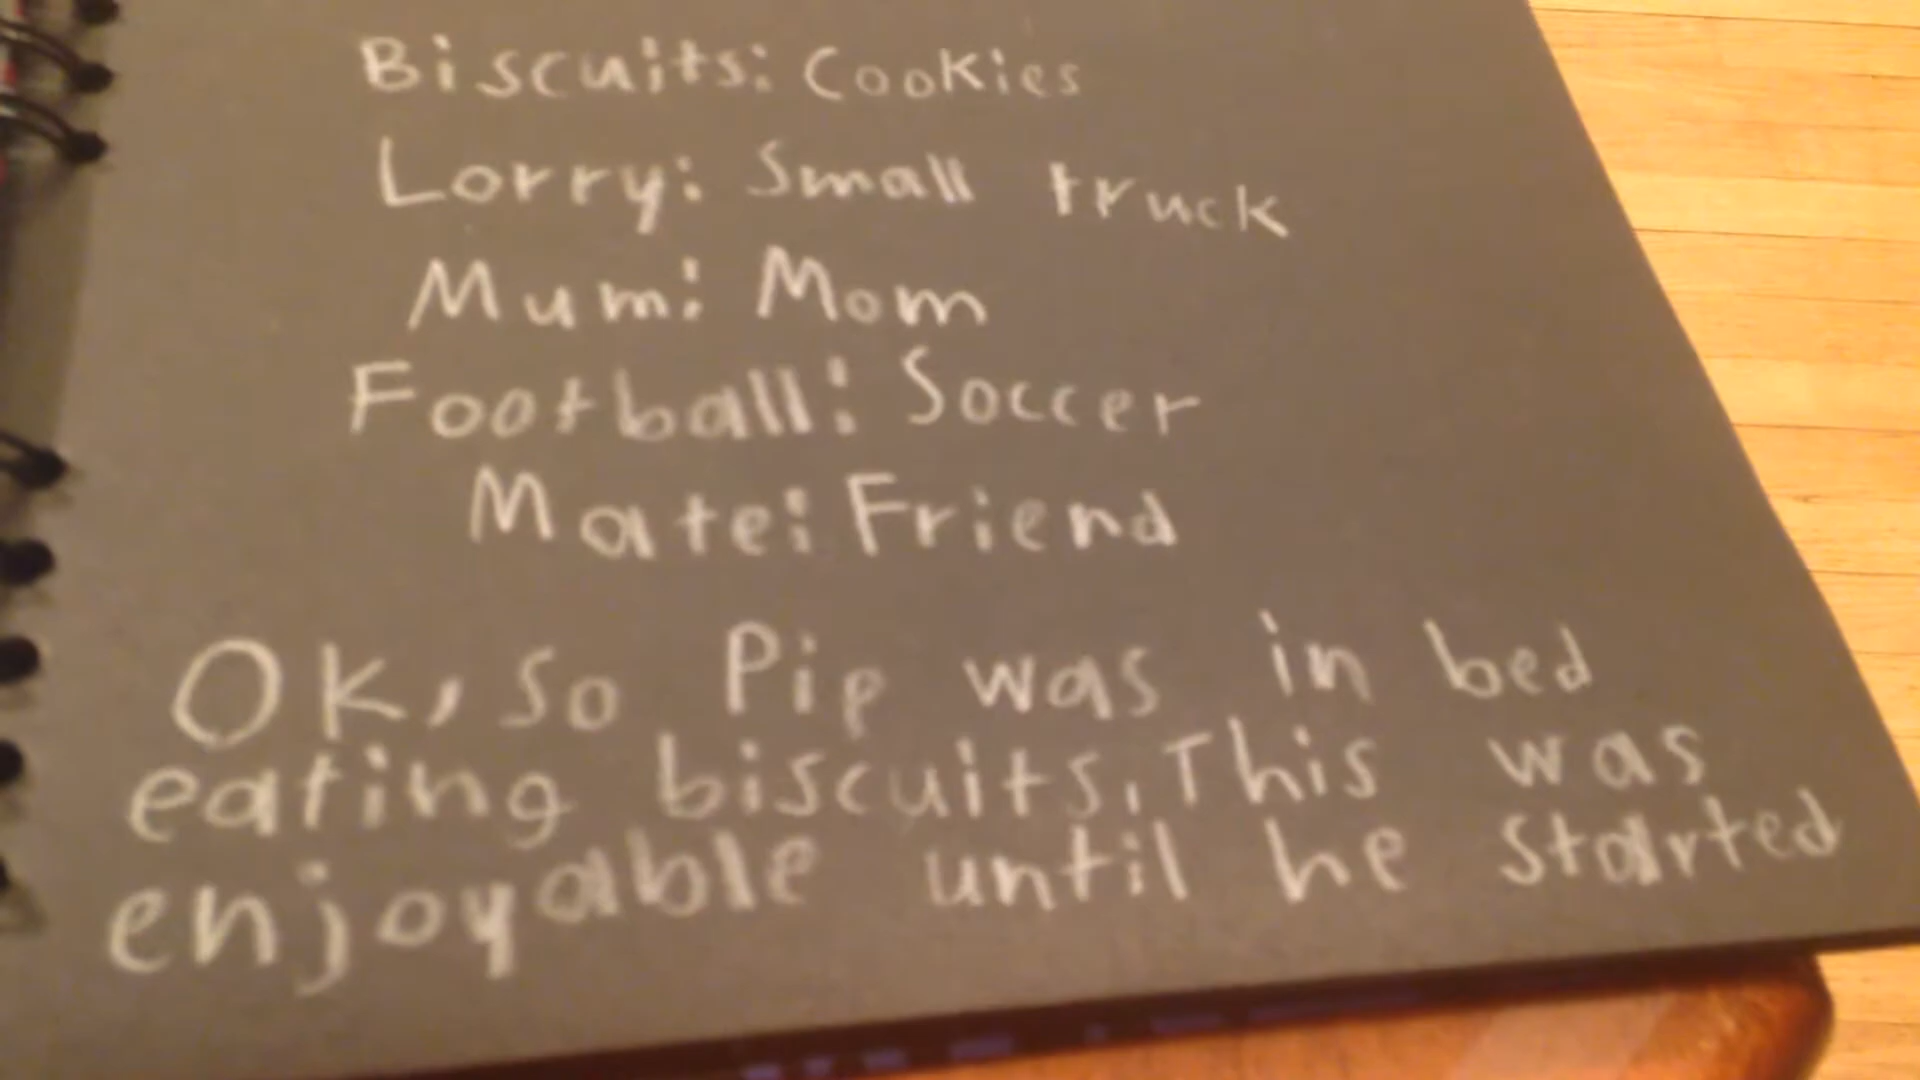 Biscuits: Cookies
Lorry: Small truck
Mum: Mom
Football: Soccer
Mate: Friend
OK, So Pip was in bed
eating biscuits. This was
enjoyable until he started